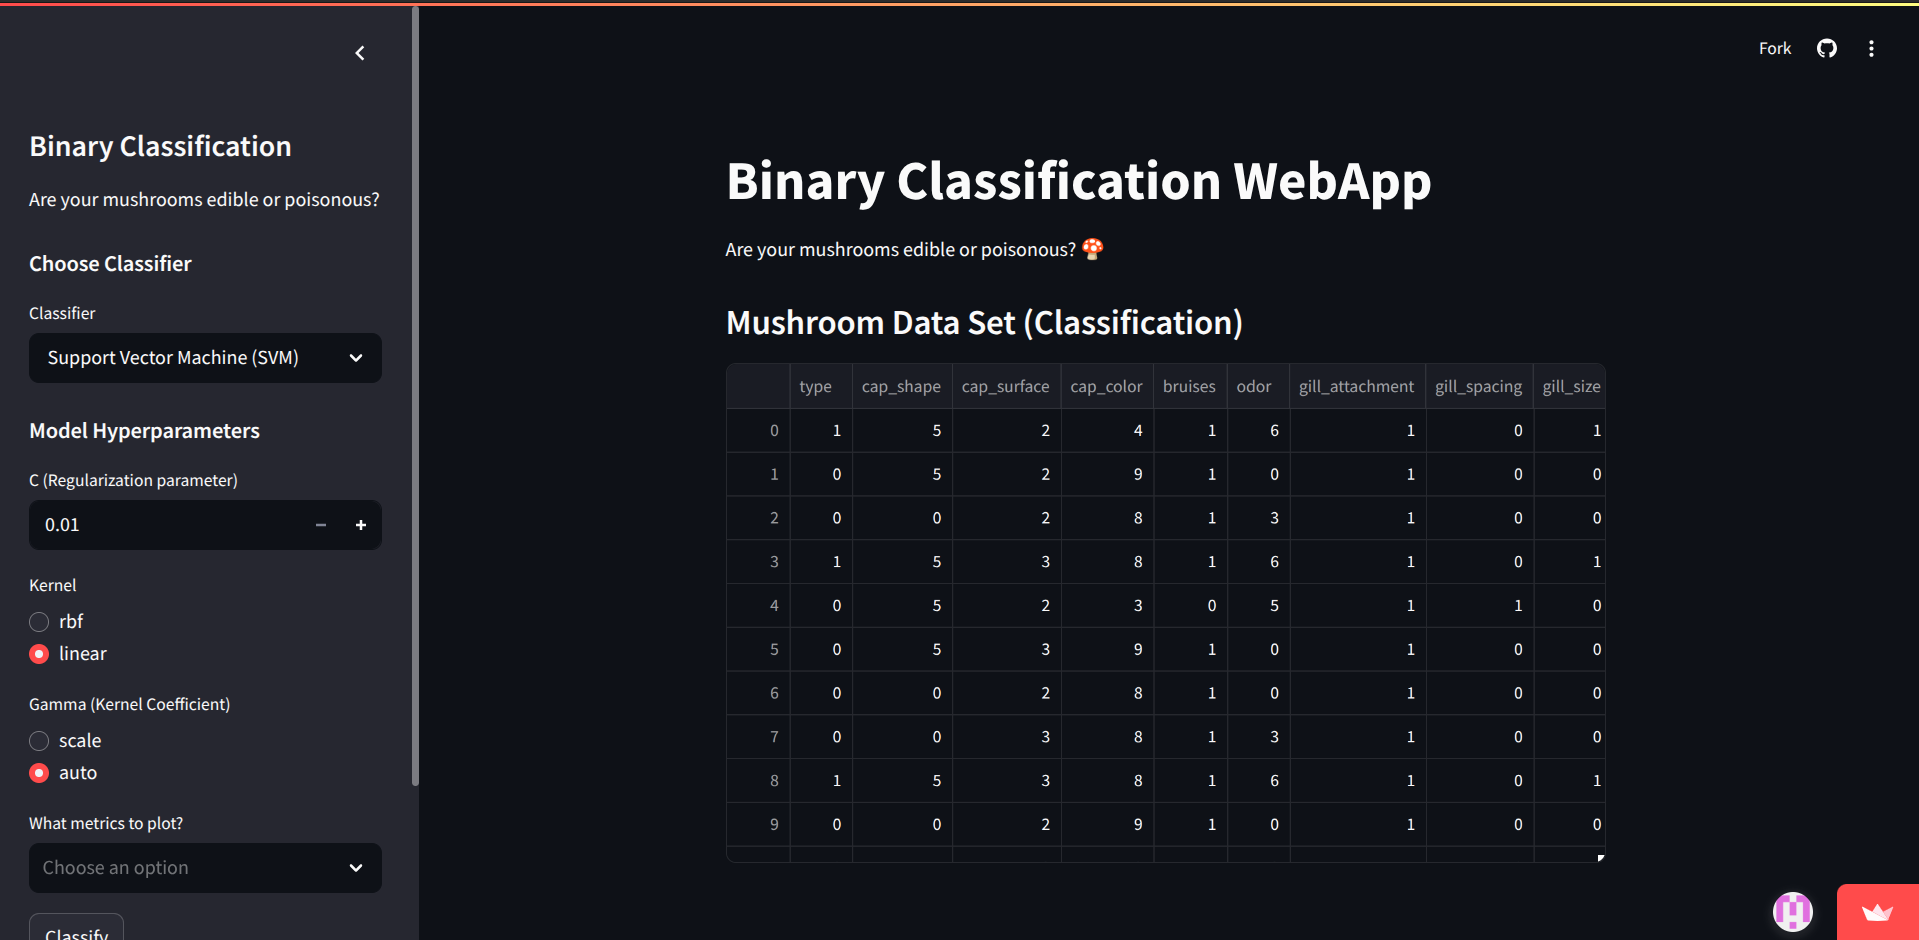 Fork
Binary Classification
Are your mushrooms edible or poisonous?
Choose Classifier
Classifier
Support Vector Machine (SVM)
Model Hyperparameters
C (Regularization parameter)
0.01
Kernel
rbf
linear
Gamma (Kernel Coefficient)
scale
auto
What metrics to plot?
Choose an option
Classify
Binary Classification WebApp
Are your mushrooms edible or poisonous? 🍄
Mushroom Data Set (Classification)
type cap_shape cap_surface cap_color bruises odor gill_attachment gill_spacing gill_size
0 1 5 2 4 1 6 1 0 1
1 0 5 2 9 1 0 1 0 0
2 0 0 2 8 1 3 1 0 0
3 1 5 3 8 1 6 1 0 1
4 0 5 2 3 0 5 1 1 0
5 0 5 3 9 1 0 1 0 0
6 0 0 2 8 1 0 1 0 0
7 0 0 3 8 1 3 1 0 0
8 1 5 3 8 1 6 1 0 1
9 0 0 2 9 1 0 1 0 0